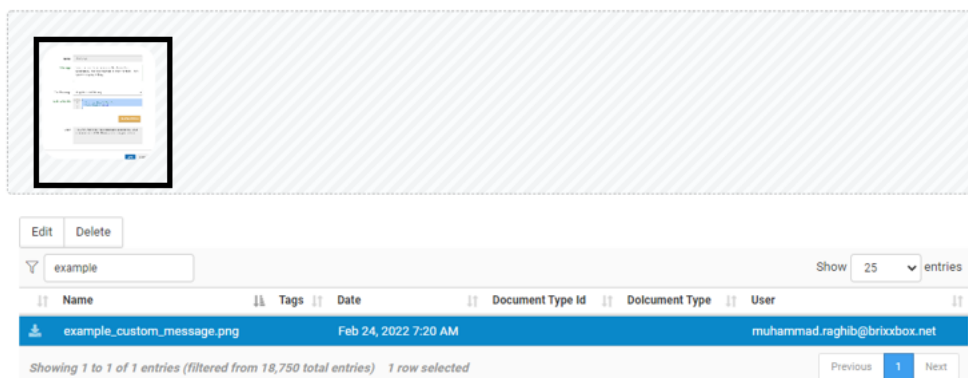 Edit Delete
example Show 25 entries
Name Tags Date Document Type Id Dolcument Type User
example_custom_message.png Feb 24, 2022 7:20 AM muhammad.raghib@brixxbox.net
Showing 1 to 1 of 1 entries (filtered from 18,750 total entries) 1 row selected Previous 1 Next